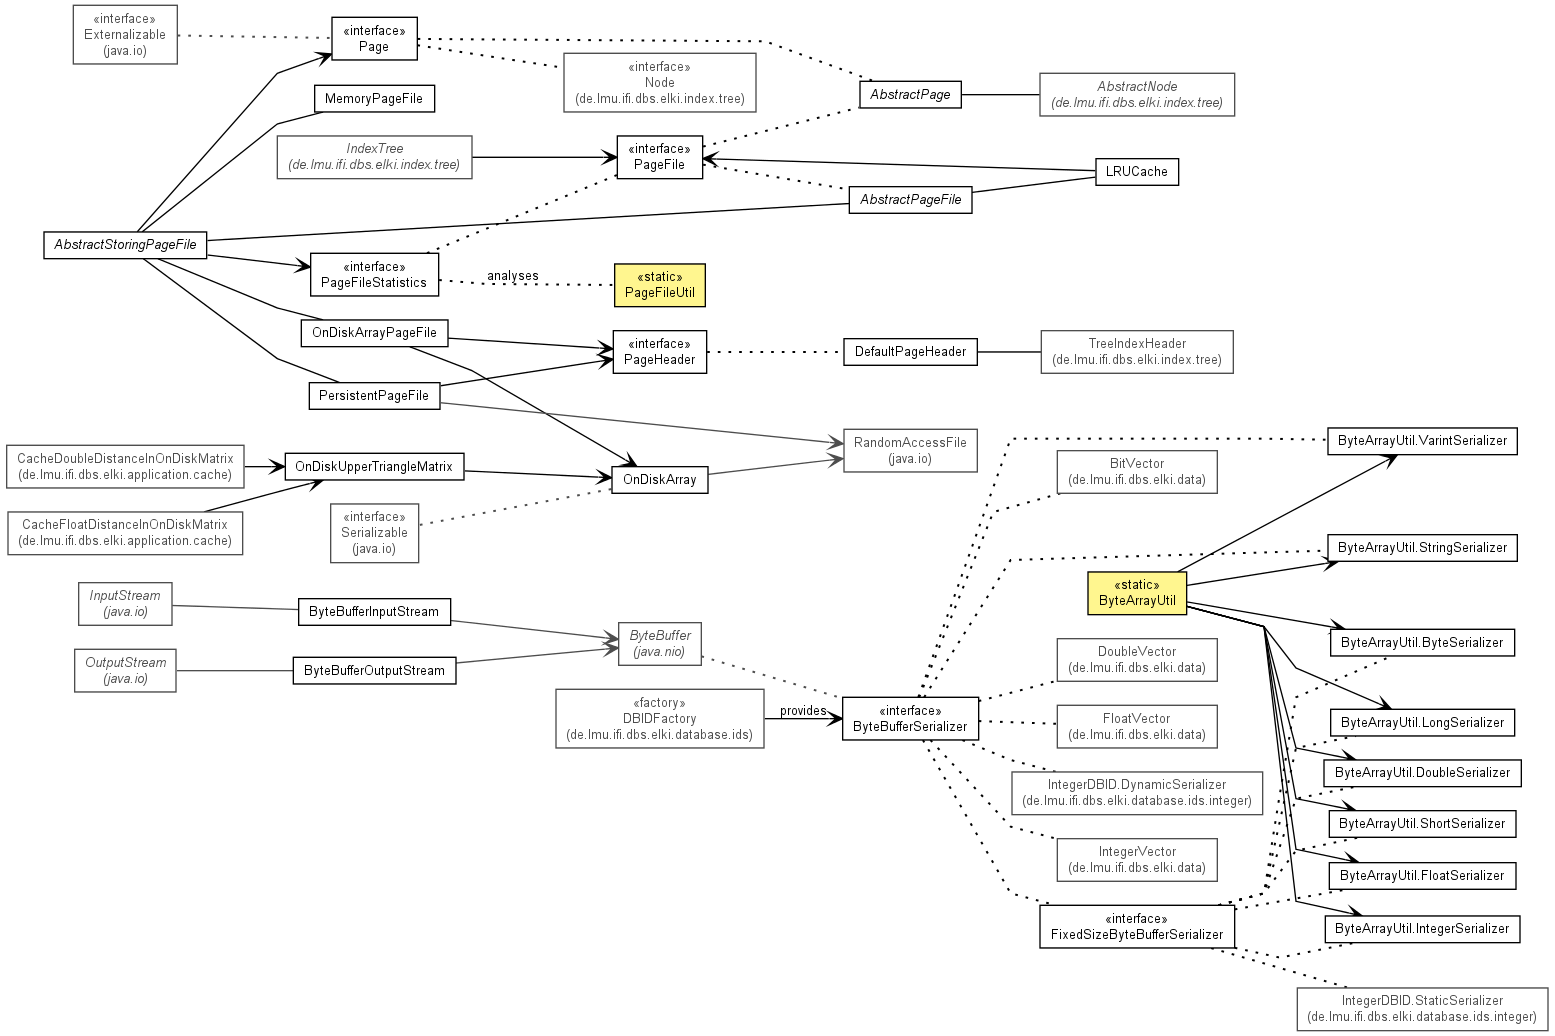 «interface»
Externalizable
(java.io)
«interface»
Page
«interface»
Node
(de.lmu.ifi.dbs.elki.index.tree)
AbstractPage
AbstractNode
(de.lmu.ifi.dbs.elki.index.tree)
MemoryPageFile
IndexTree
(de.lmu.ifi.dbs.elki.index.tree)
«interface»
PageFile
LRUCache
AbstractPageFile
AbstractStoringPageFile
«interface»
PageFileStatistics
analyses
«static»
PageFileUtil
OnDiskArrayPageFile
«interface»
PageHeader
DefaultPageHeader
TreeIndexHeader
(de.lmu.ifi.dbs.elki.index.tree)
PersistentPageFile
RandomAccessFile
(java.io)
CacheDoubleDistanceInOnDiskMatrix
(de.lmu.ifi.dbs.elki.application.cache)
OnDiskUpperTriangleMatrix
OnDiskArray
CacheFloatDistanceInOnDiskMatrix
(de.lmu.ifi.dbs.elki.application.cache)
«interface»
Serializable
(java.io)
ByteArrayUtil.VarintSerializer
BitVector
(de.lmu.ifi.dbs.elki.data)
ByteArrayUtil.StringSerializer
«static»
ByteArrayUtil
InputStream
(java.io)
ByteBufferInputStream
ByteBuffer
(java.nio)
OutputStream
(java.io)
ByteBufferOutputStream
ByteArrayUtil.ByteSerializer
DoubleVector
(de.lmu.ifi.dbs.elki.data)
«factory»
DBIDFactory
(de.lmu.ifi.dbs.elki.database.ids)
provides
«interface»
ByteBufferSerializer
FloatVector
(de.lmu.ifi.dbs.elki.data)
ByteArrayUtil.LongSerializer
IntegerDBID.DynamicSerializer
(de.lmu.ifi.dbs.elki.database.ids.integer)
ByteArrayUtil.DoubleSerializer
ByteArrayUtil.ShortSerializer
IntegerVector
(de.lmu.ifi.dbs.elki.data)
ByteArrayUtil.FloatSerializer
«interface»
FixedSizeByteBufferSerializer
ByteArrayUtil.IntegerSerializer
IntegerDBID.StaticSerializer
(de.lmu.ifi.dbs.elki.database.ids.integer)